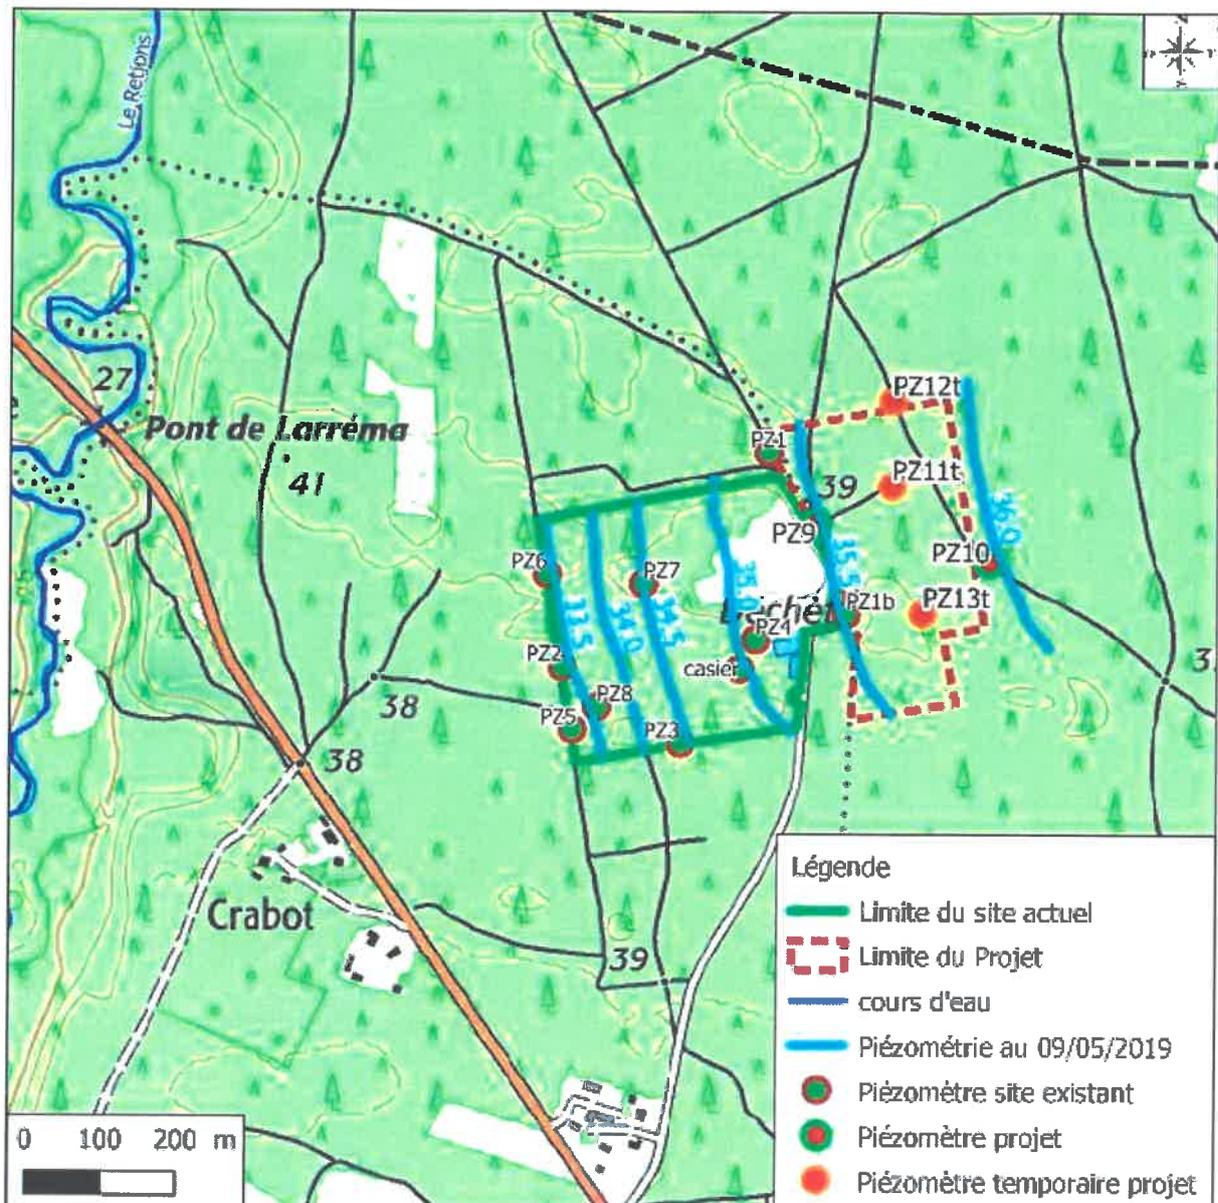 Le Retjons
27
Pont de Larréma
41
PZ12t
PZ1
PZ11t
39
PZ9
36.0
PZ10
PZ6
PZ7
35.5
35.0
PZ1b
PZ13t
33.5
34.0
34.5
Déchet
PZ4
PZ2
casier
PZ8
38
PZ5
PZ3
38
Crabot
39
Légende
Limite du site actuel
Limite du Projet
cours d'eau
Piézométrie au 09/05/2019
Piézomètre site existant
Piézomètre projet
Piézomètre temporaire projet
0 100 200 m